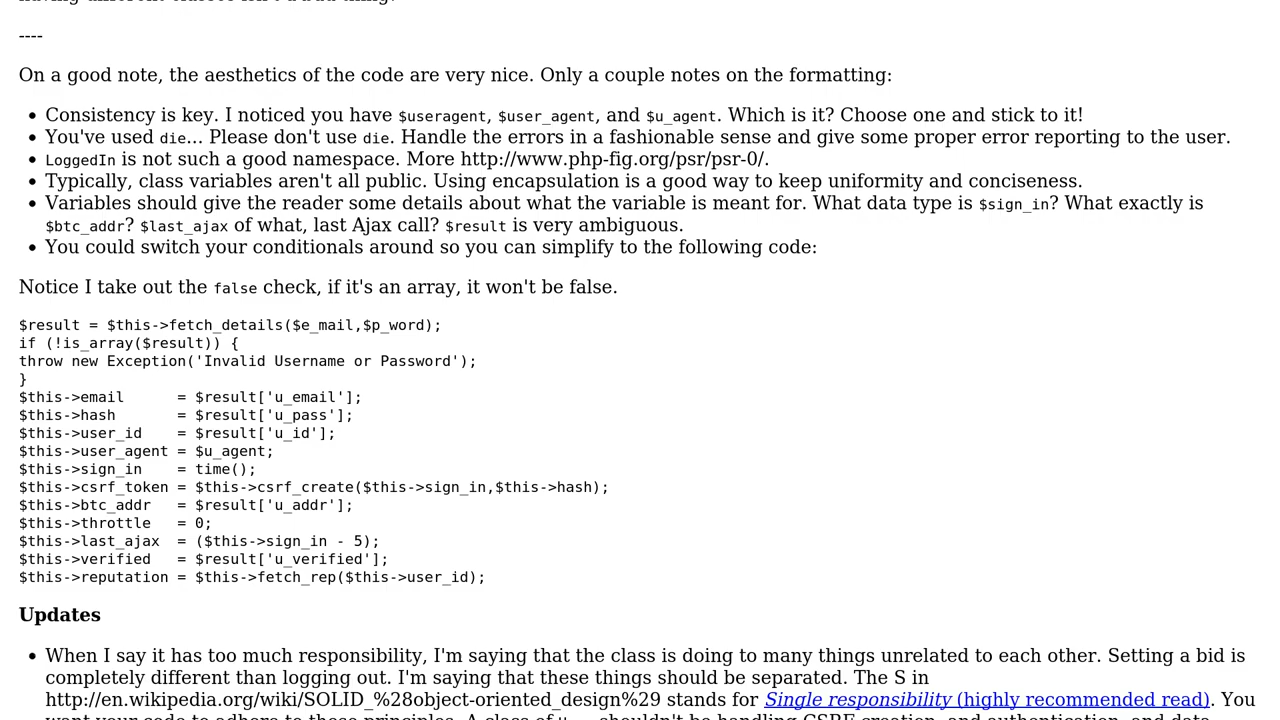 ----
On a good note, the aesthetics of the code are very nice. Only a couple notes on the formatting:
• Consistency is key. I noticed you have $useragent, $user_agent, and $u_agent. Which is it? Choose one and stick to it!
• You've used die... Please don't use die. Handle the errors in a fashionable sense and give some proper error reporting to the user.
• LoggedIn is not such a good namespace. More http://www.php-fig.org/psr/psr-0/.
• Typically, class variables aren't all public. Using encapsulation is a good way to keep uniformity and conciseness.
• Variables should give the reader some details about what the variable is meant for. What data type is $sign_in? What exactly is
$btc_addr? $last_ajax of what, last Ajax call? $result is very ambiguous.
• You could switch your conditionals around so you can simplify to the following code:
Notice I take out the false check, if it's an array, it won't be false.
$result = $this->fetch_details($e_mail,$p_word);
if (!is_array($result)) {
throw new Exception('Invalid Username or Password');
}
$this->email      = $result['u_email'];
$this->hash       = $result['u_pass'];
$this->user_id    = $result['u_id'];
$this->user_agent = $u_agent;
$this->sign_in    = time();
$this->csrf_token = $this->csrf_create($this->sign_in,$this->hash);
$this->btc_addr   = $result['u_addr'];
$this->throttle   = 0;
$this->last_ajax  = ($this->sign_in - 5);
$this->verified   = $result['u_verified'];
$this->reputation = $this->fetch_rep($this->user_id);
Updates
• When I say it has too much responsibility, I'm saying that the class is doing to many things unrelated to each other. Setting a bid is
completely different than logging out. I'm saying that these things should be separated. The S in
http://en.wikipedia.org/wiki/SOLID_%28object-oriented_design%29 stands for Single responsibility (highly recommended read). You